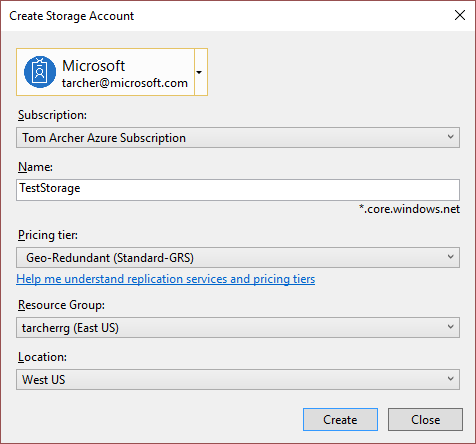 Create Storage Account
Microsoft
tarcher@microsoft.com
Subscription:
Tom Archer Azure Subscription
Name:
TestStorage
*.core.windows.net
Pricing tier:
Geo-Redundant (Standard-GRS)
Help me understand replication services and pricing tiers
Resource Group:
tarcherrg (East US)
Location:
West US
Create
Close